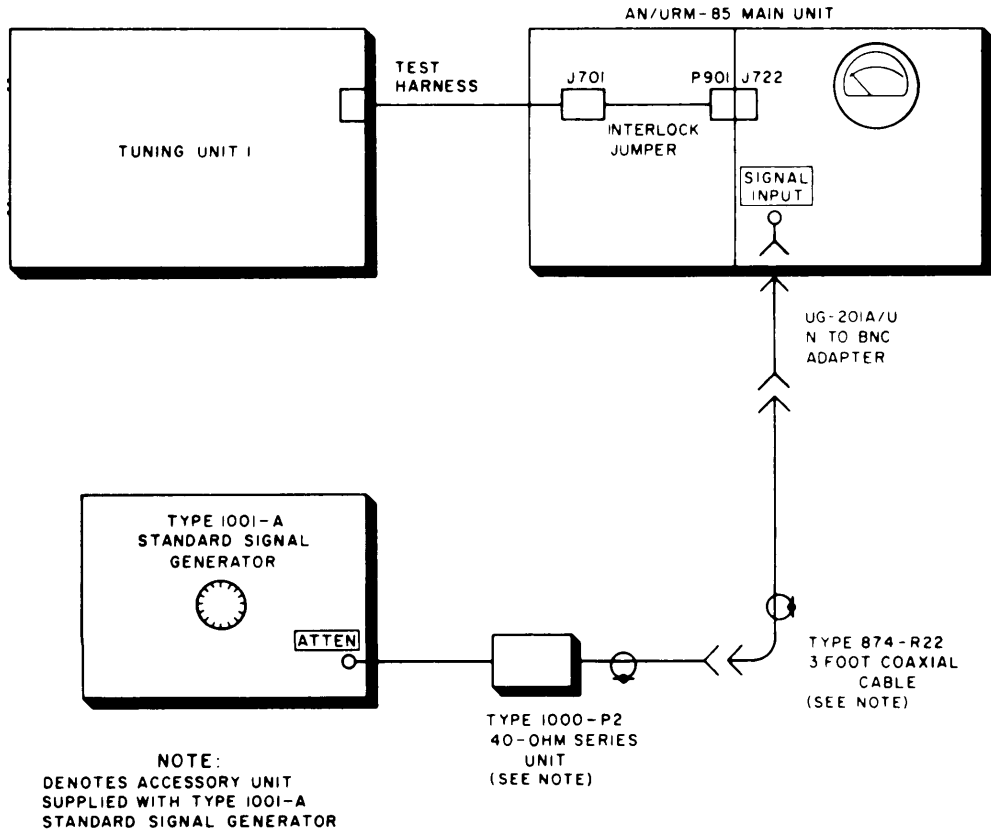 AN/URM-85 MAIN UNIT
TEST
HARNESS
J701
P901 J722
INTERLOCK
JUMPER
TUNING UNIT 1
SIGNAL
INPUT
UG-201A/U
N TO BNC
ADAPTER
TYPE 1001-A
STANDARD SIGNAL
GENERATOR
ATTEN
TYPE 874-R22
3 FOOT COAXIAL
CABLE
(SEE NOTE)
TYPE 1000-P2
40-OHM SERIES
UNIT
(SEE NOTE)
NOTE:
DENOTES ACCESSORY UNIT
SUPPLIED WITH TYPE 1001-A
STANDARD SIGNAL GENERATOR